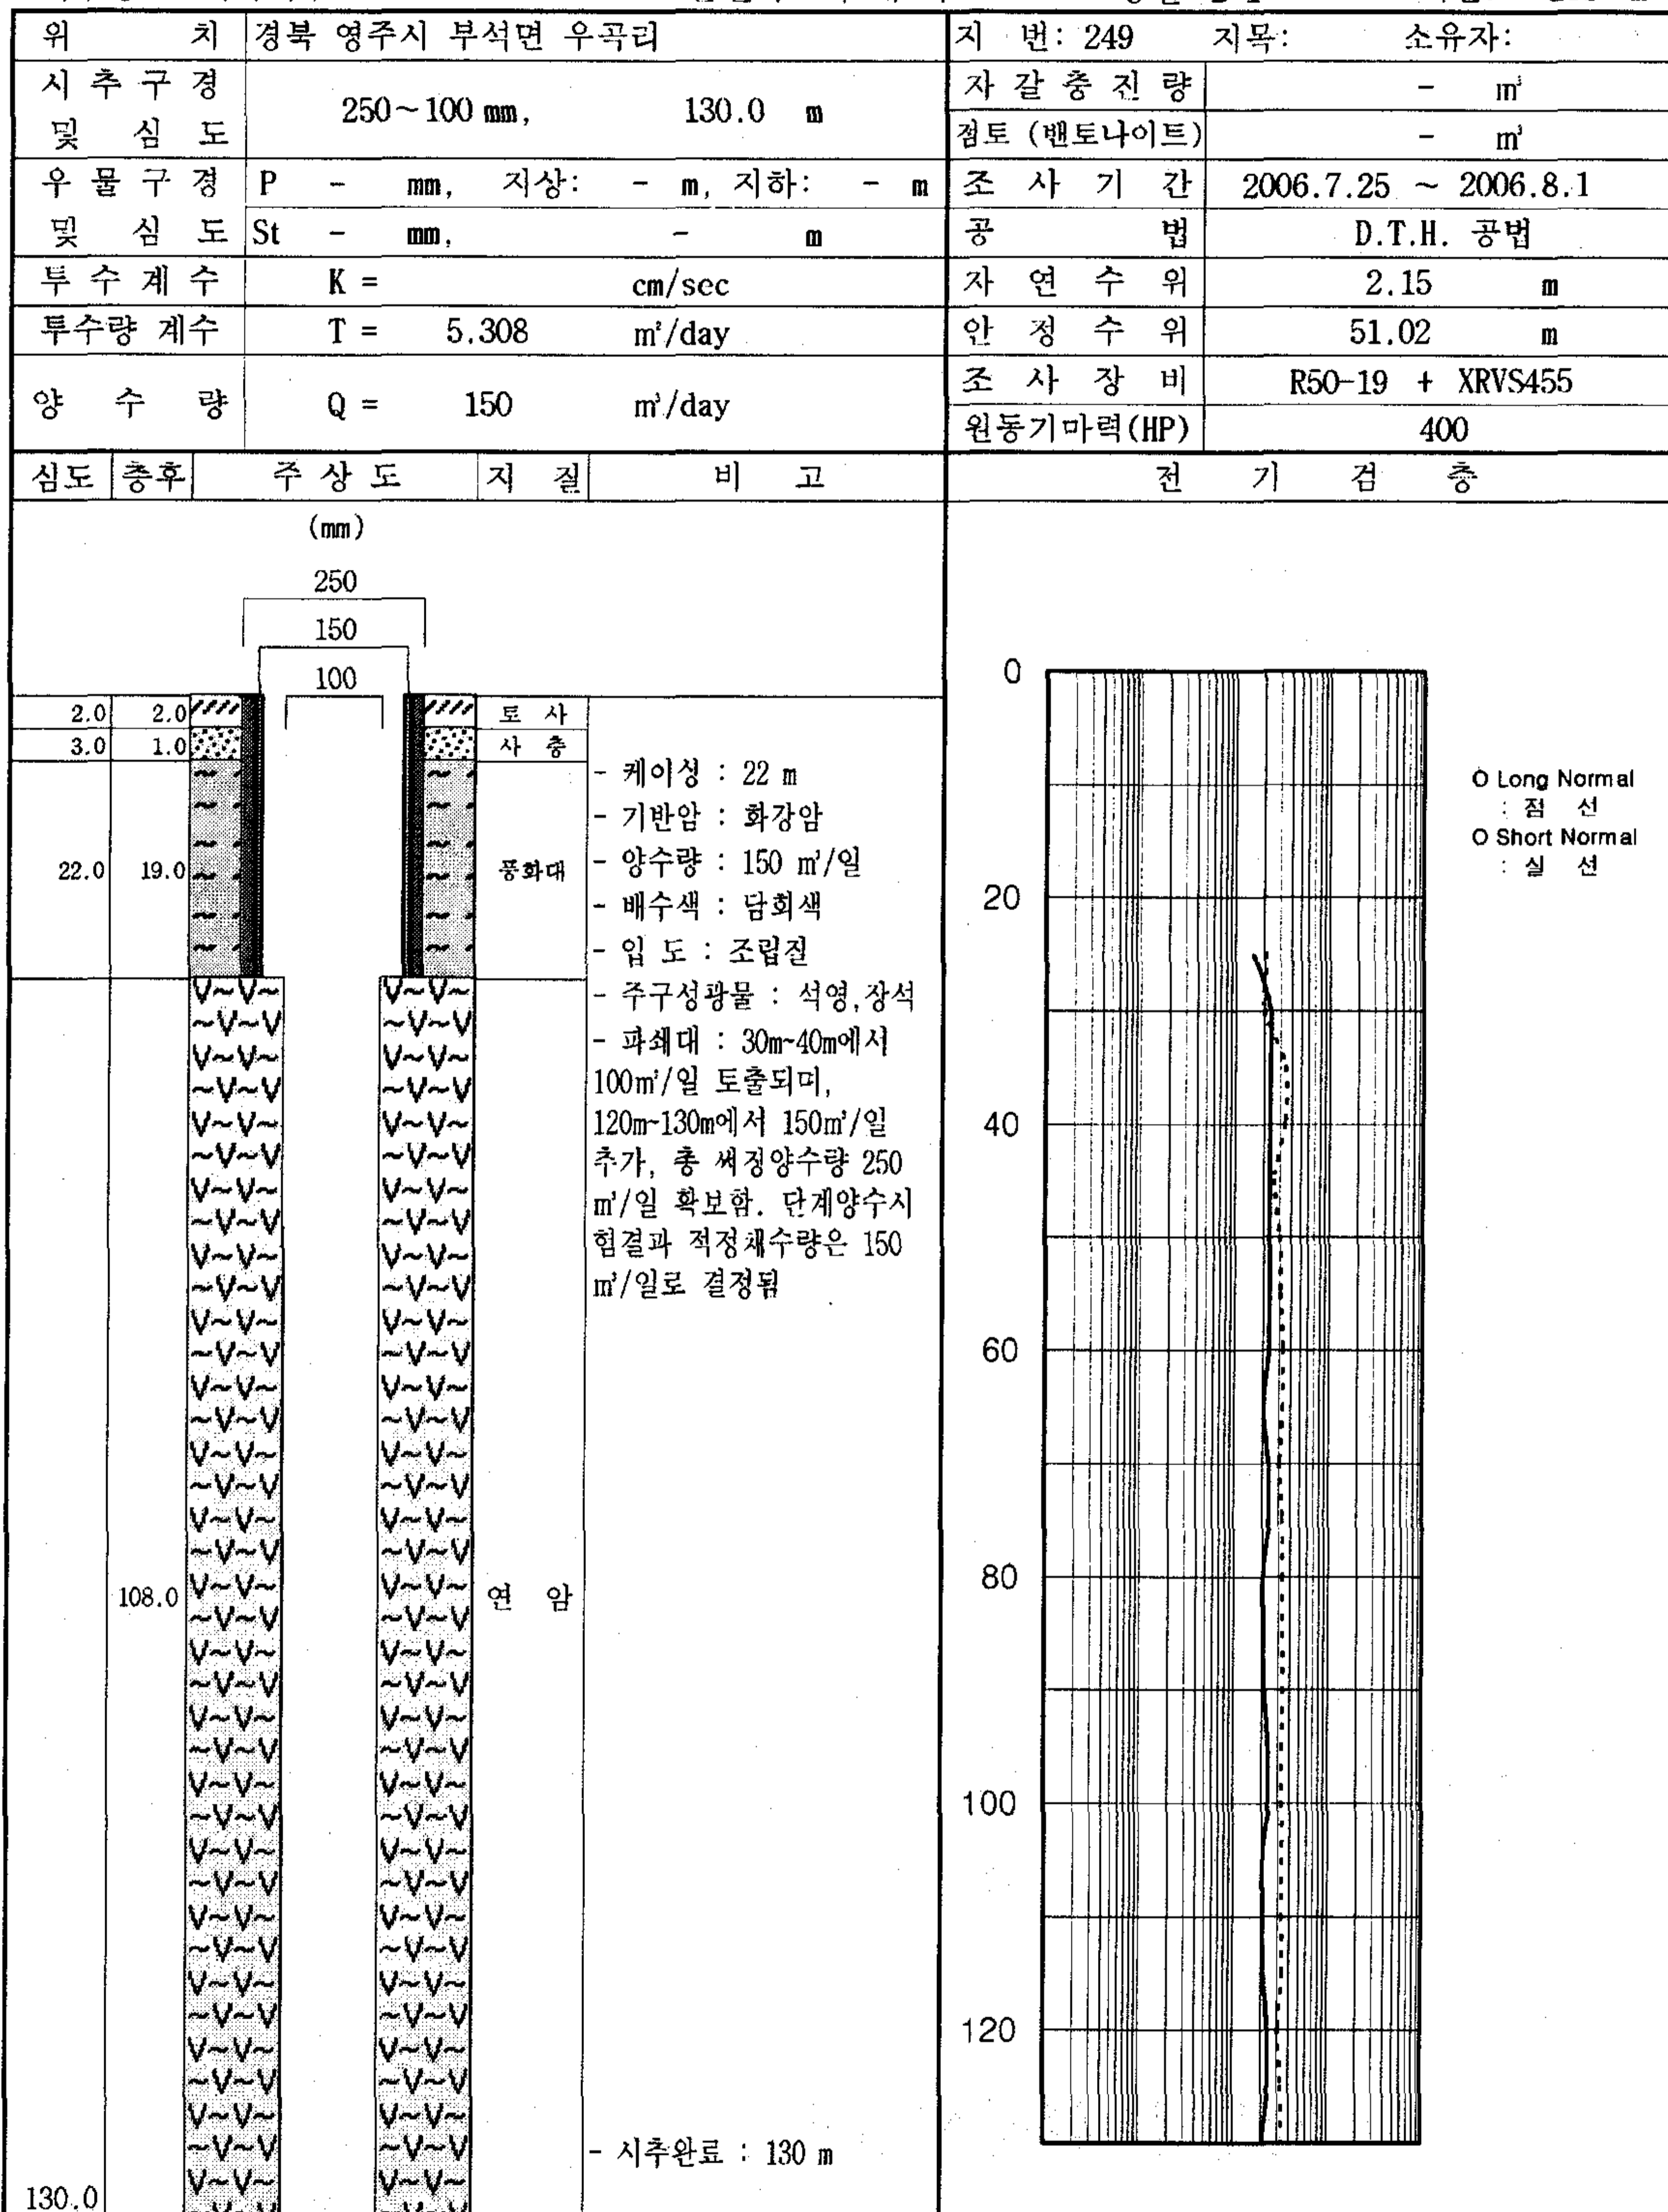 위 치 경북 영주시 부석면 우곡리 지 번: 249 지목: 소유자:
시 추 구 경
및 심 도 250~100 mm, 130.0 m
자 갈 충 진 량 - ㎥
점토 (벤토나이트) - ㎥
우 물 구 경 P - mm, 지상: - m, 지하: - m
및 심 도 St - mm, - m
조 사 기 간 2006.7.25 ~ 2006.8.1
공 법 D.T.H. 공법
투 수 계 수 K = cm/sec
자 연 수 위 2.15 m
투수량 계수 T = 5.308 ㎡/day
안 정 수 위 51.02 m
양 수 량 Q = 150 ㎥/day
조 사 장 비 R50-19 + XRVS455
원동기마력(HP) 400
심도 층후 주 상 도 지 질 비 고 전 기 검 층
(mm)
250
150
100
2.0 2.0 토 사
3.0 1.0 사 층
22.0 19.0 풍화대
- 케이싱 : 22 m
- 기반암 : 화강암
- 양수량 : 150 ㎥/일
- 배수색 : 담회색
- 입 도 : 조립질
- 주구성광물 : 석영,장석
- 파쇄대 : 30m~40m에서
100㎥/일 토출되며,
120m~130m에서 150㎥/일
추가, 총 써징양수량 250
㎥/일 확보함. 단계양수시
험결과 적정채수량은 150
㎥/일로 결정됨
108.0 연 암
- 시추완료 : 130 m
130.0
0
20
40
60
80
100
120
O Long Normal
: 점 선
O Short Normal
: 실 선